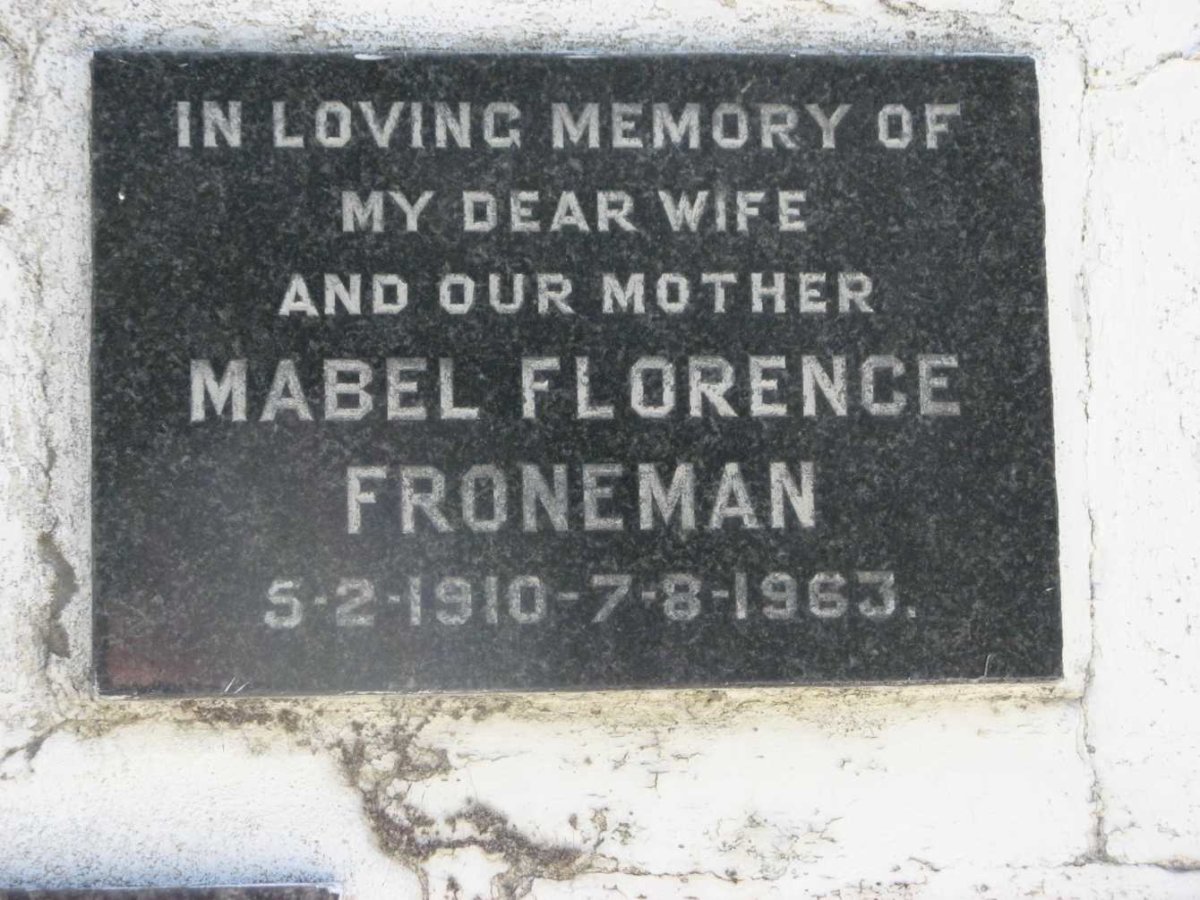 IN LOVING MEMORY OF
MY DEAR WIFE
AND OUR MOTHER
MABEL FLORENCE
FRONEMAN
5-2-1910-7-8-1963.